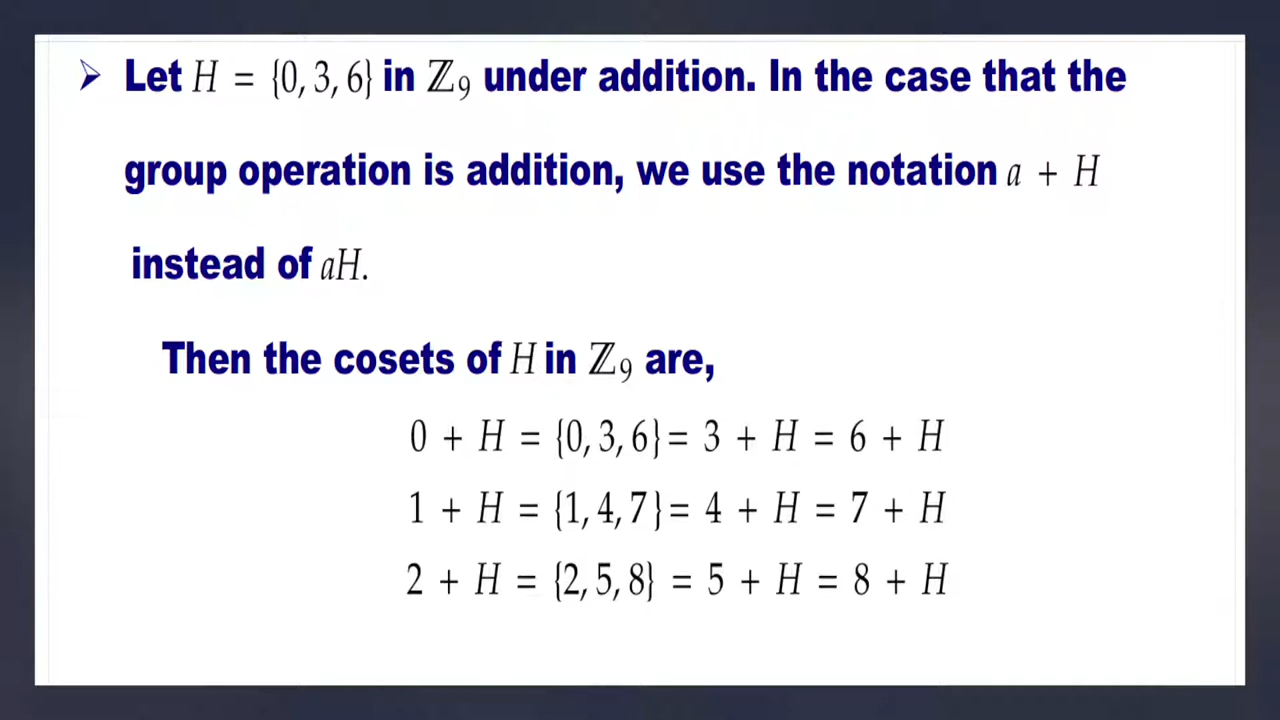 ➢ Let H = {0, 3, 6} in ℤ₉ under addition. In the case that the
group operation is addition, we use the notation a + H
instead of aH.
Then the cosets of H in ℤ₉ are,
0 + H = {0, 3, 6} = 3 + H = 6 + H
1 + H = {1, 4, 7} = 4 + H = 7 + H
2 + H = {2, 5, 8} = 5 + H = 8 + H